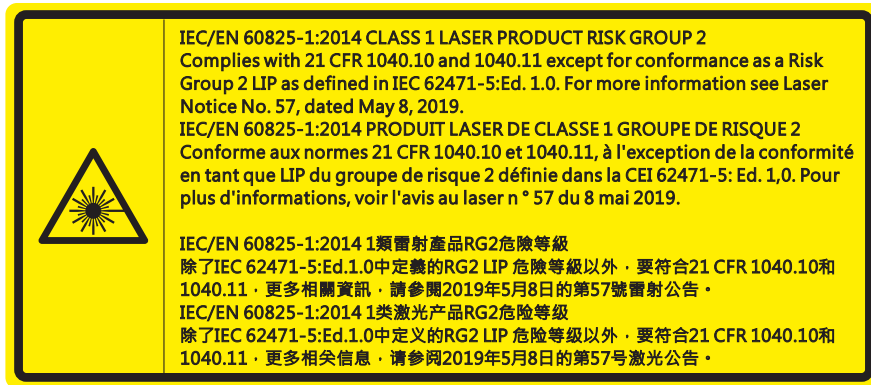 IEC/EN 60825-1:2014 CLASS 1 LASER PRODUCT RISK GROUP 2
Complies with 21 CFR 1040.10 and 1040.11 except for conformance as a Risk
Group 2 LIP as defined in IEC 62471-5:Ed. 1.0. For more information see Laser
Notice No. 57, dated May 8, 2019.
IEC/EN 60825-1:2014 PRODUIT LASER DE CLASSE 1 GROUPE DE RISQUE 2
Conforme aux normes 21 CFR 1040.10 et 1040.11, à l'exception de la conformité
en tant que LIP du groupe de risque 2 définie dans la CEI 62471-5: Ed. 1,0. Pour
plus d'informations, voir l'avis au laser n ° 57 du 8 mai 2019.
IEC/EN 60825-1:2014 1類雷射產品RG2危險等級
除了IEC 62471-5:Ed.1.0中定義的RG2 LIP 危險等級以外，要符合21 CFR 1040.10和
1040.11，更多相關資訊，請參閱2019年5月8日的第57號雷射公告。
IEC/EN 60825-1:2014 1类激光产品RG2危险等级
除了IEC 62471-5:Ed.1.0中定义的RG2 LIP 危险等级以外，要符合21 CFR 1040.10和
1040.11，更多相关信息，请参阅2019年5月8日的第57号激光公告。